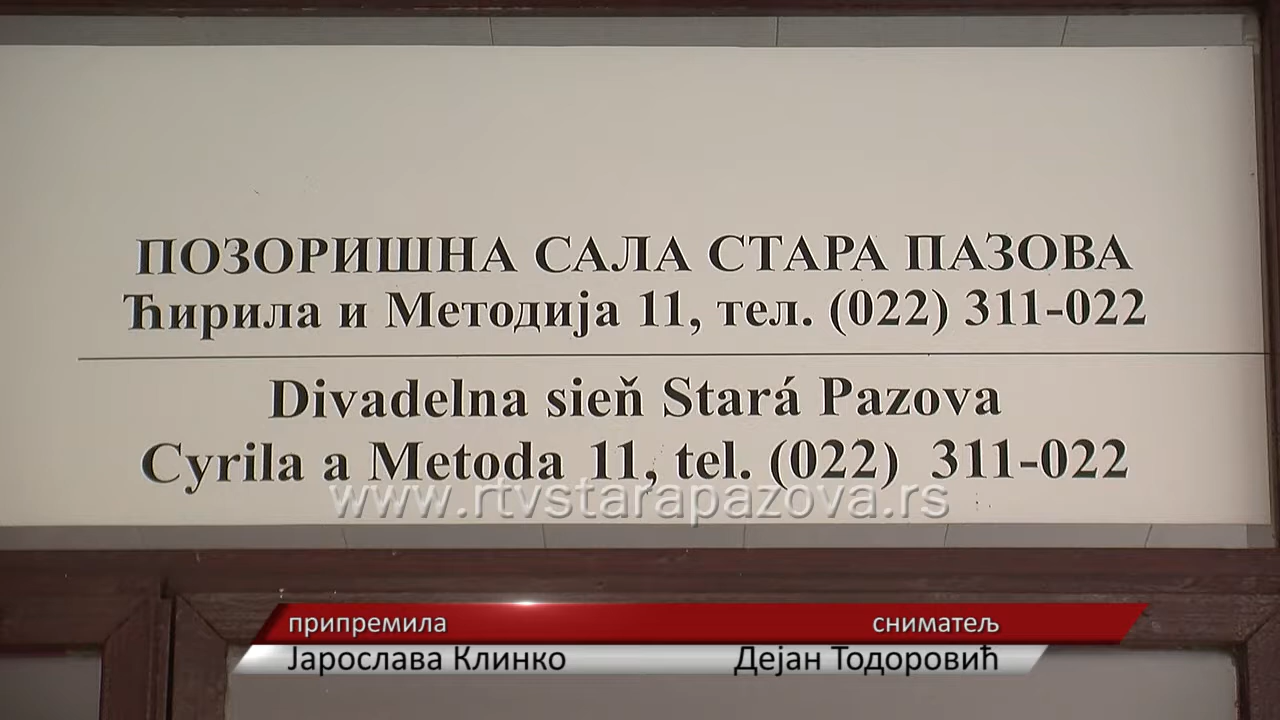 ПОЗОРИШНА САЛА СТАРА ПАЗОВА
Ћирила и Методија 11, тел. (022) 311-022
Divadelna sieň Stará Pazova
Cyrila a Metoda 11, tel. (022) 311-022
www.rtvstarapazova.rs
припремила
сниматељ
Јарослава Клинко
Дејан Тодоровић